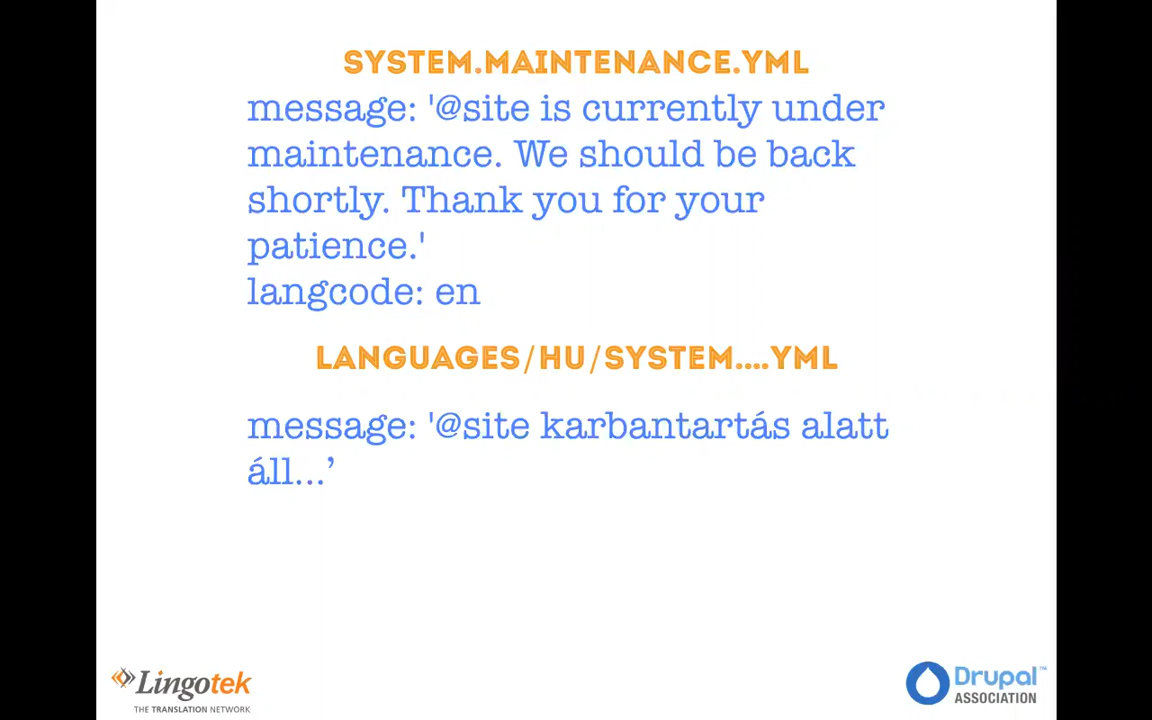 SYSTEM.MAINTENANCE.YML
message: '@site is currently under
maintenance. We should be back
shortly. Thank you for your
patience.'
langcode: en
LANGUAGES/HU/SYSTEM....YML
message: '@site karbantartás alatt
áll...’
Lingotek
THE TRANSLATION NETWORK
Drupal™
ASSOCIATION